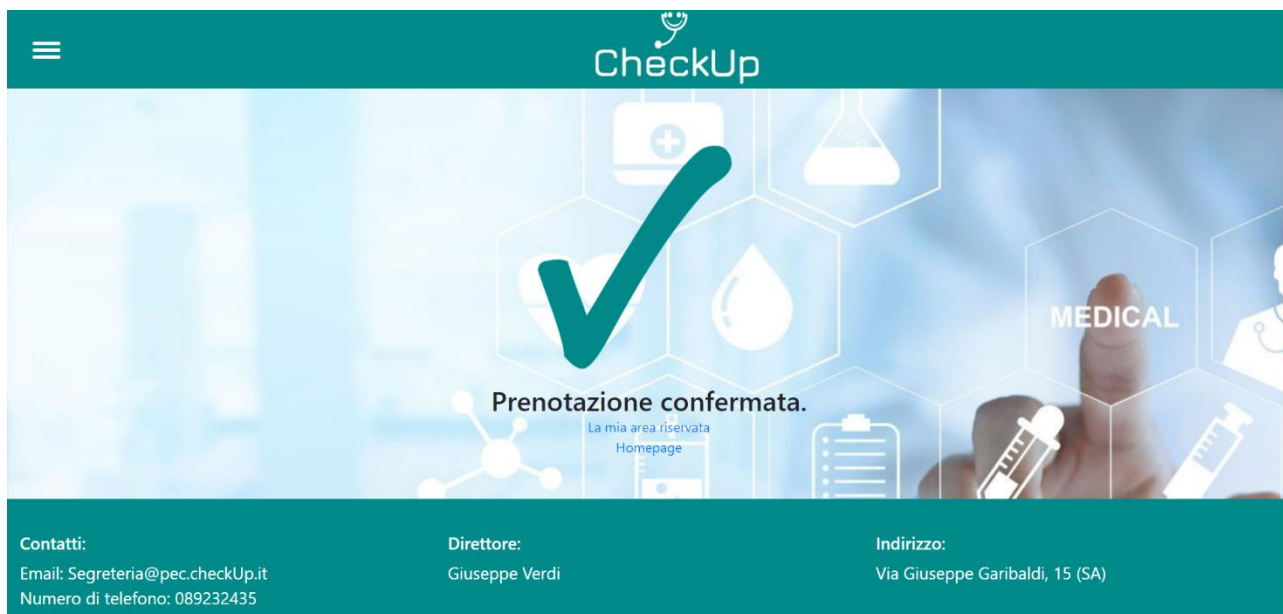 CheckUp
MEDICAL
Prenotazione confermata.
La mia area riservata
Homepage
Contatti:
Email: Segreteria@pec.checkUp.it
Numero di telefono: 089232435
Direttore:
Giuseppe Verdi
Indirizzo:
Via Giuseppe Garibaldi, 15 (SA)